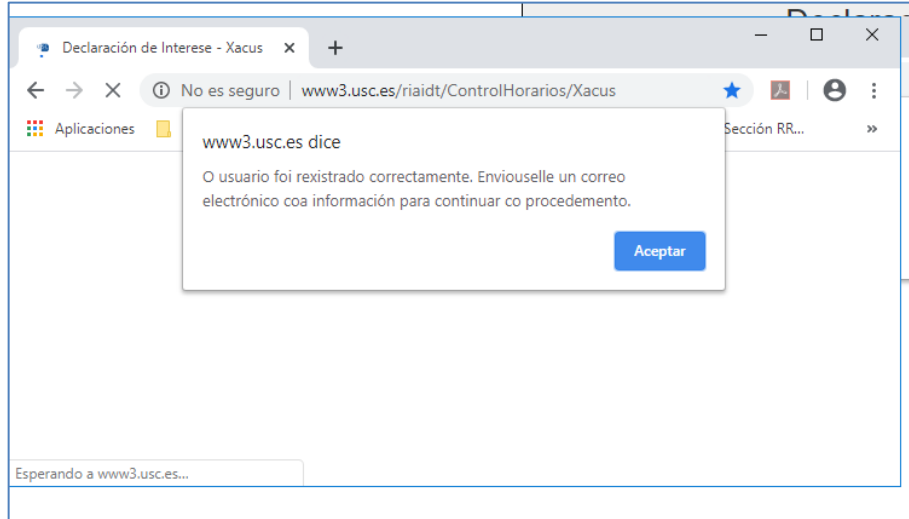 Declaración de Interese - Xacus
No es seguro | www3.usc.es/riaidt/ControlHorarios/Xacus
Aplicaciones
Sección RR... »
www3.usc.es dice
O usuario foi rexistrado correctamente. Enviouselle un correo
electrónico coa información para continuar co procedemento.
Aceptar
Esperando a www3.usc.es...